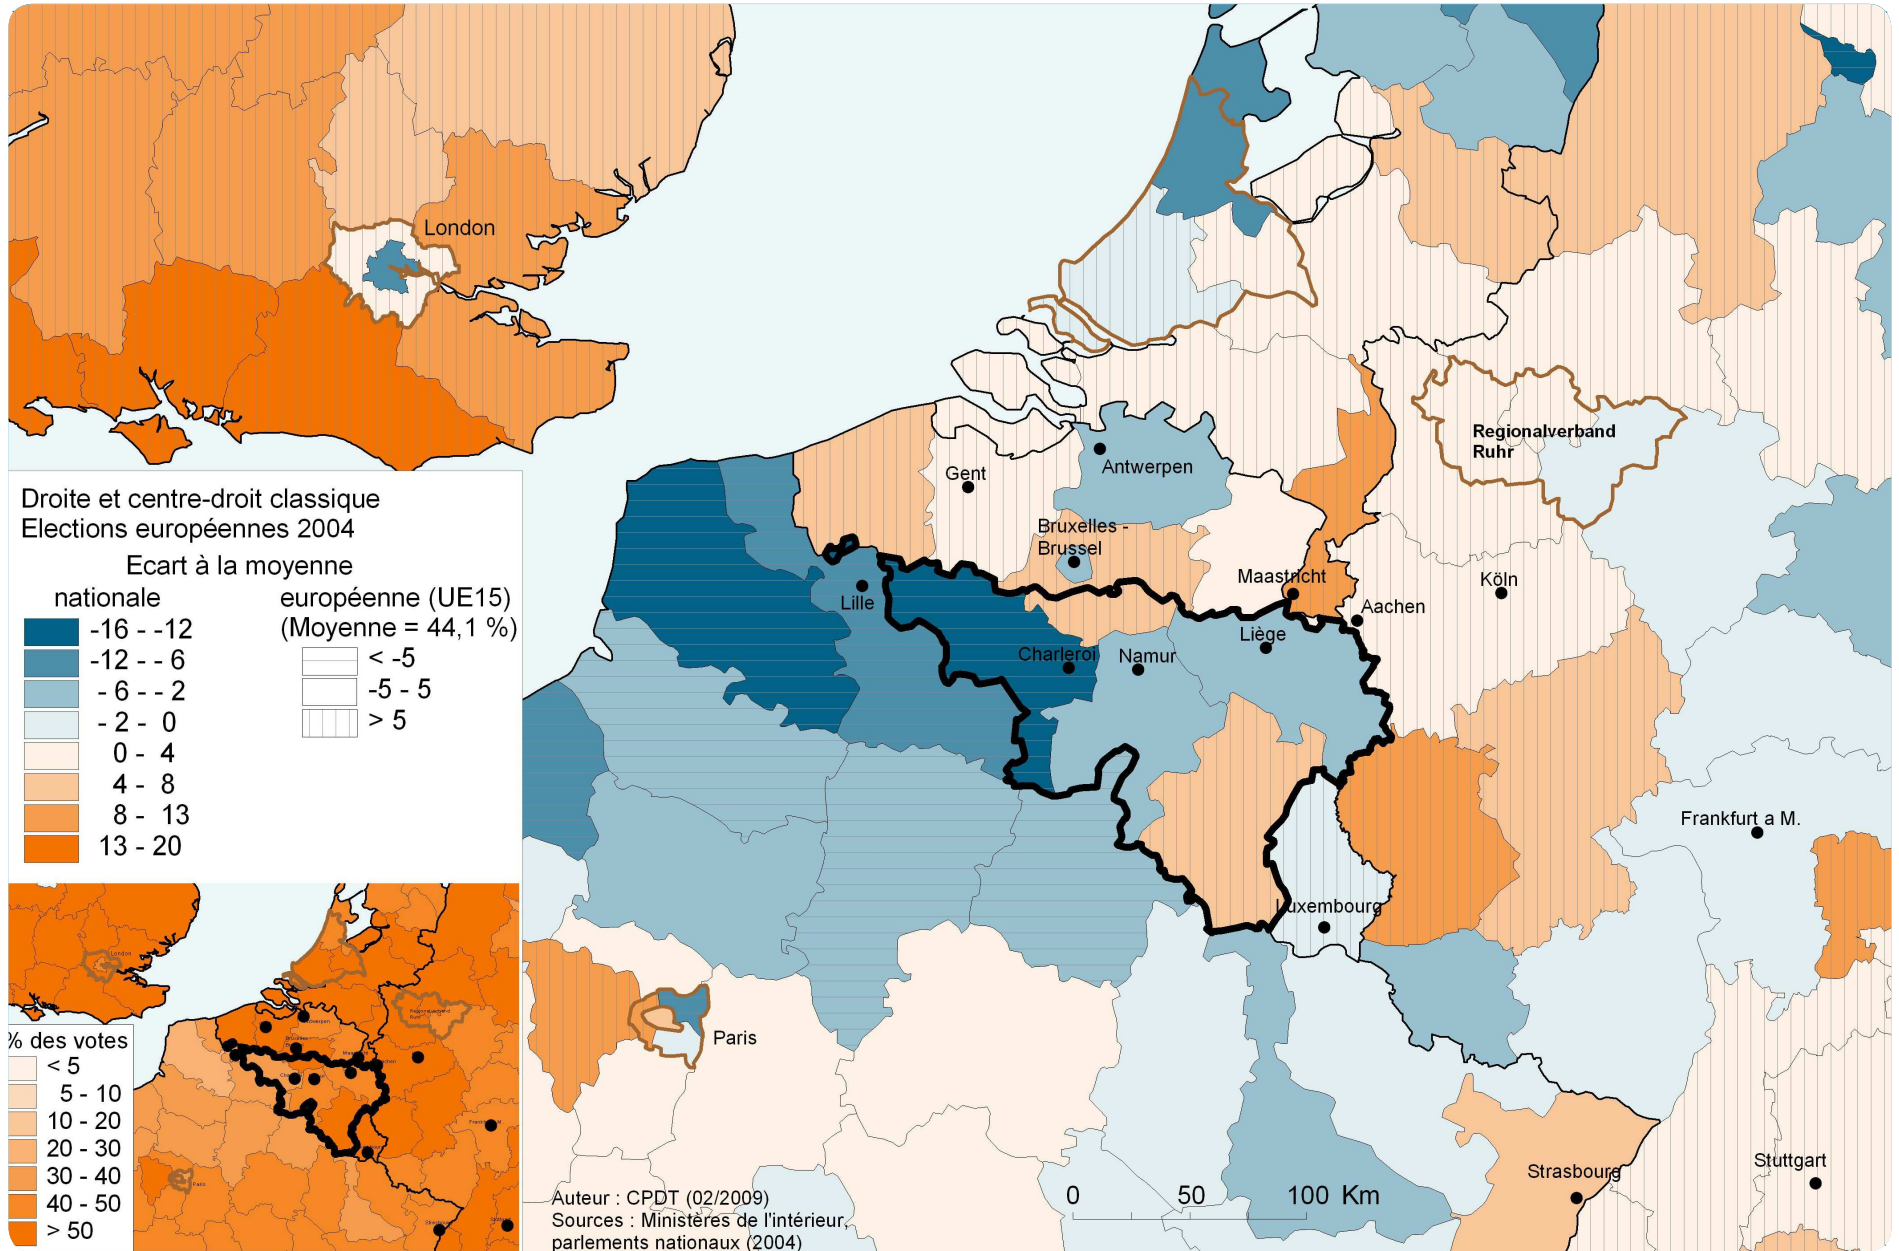 London
Regionalverband
Ruhr
Gent
Antwerpen
Bruxelles -
Brussel
Maastricht
Köln
Aachen
Lille
Liège
Charleroi
Namur
Frankfurt a M.
Luxembourg
Paris
Strasbourg
Stuttgart
Droite et centre-droit classique
Elections européennes 2004
Ecart à la moyenne
nationale
-16 - -12
-12 - - 6
- 6 - - 2
- 2 - 0
0 - 4
4 - 8
8 - 13
13 - 20
européenne (UE15)
(Moyenne = 44,1 %)
< -5
-5 - 5
> 5
% des votes
< 5
5 - 10
10 - 20
20 - 30
30 - 40
40 - 50
> 50
London
Paris
Auteur : CPDT (02/2009)
Sources : Ministères de l'intérieur,
parlements nationaux (2004)
0 50 100 Km